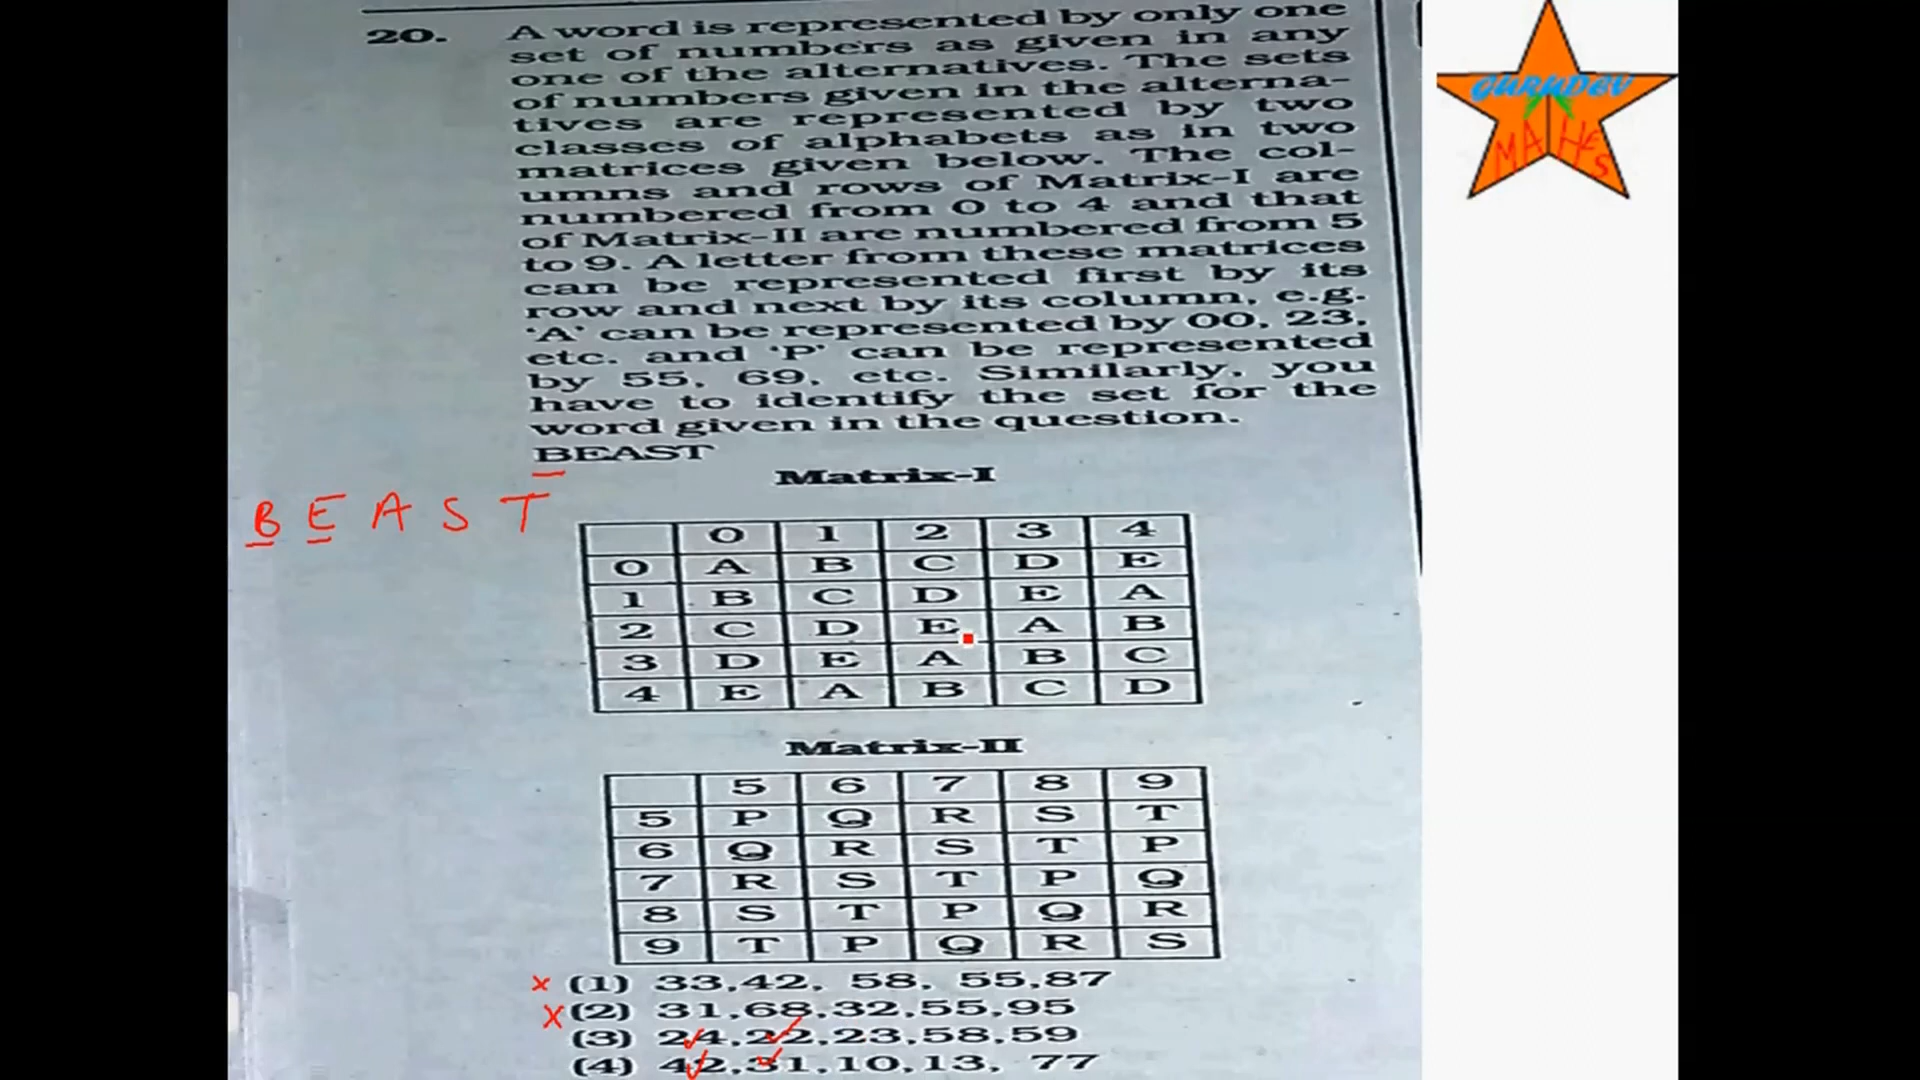 20. A word is represented by only one
set of numbers as given in any
one of the alternatives. The sets
of numbers given in the alterna-
tives are represented by two
classes of alphabets as in two
matrices given below. The col-
umns and rows of Matrix-I are
numbered from 0 to 4 and that
of Matrix-II are numbered from 5
to 9. A letter from these matrices
can be represented first by its
row and next by its column, e.g.
'A' can be represented by 00, 23,
etc. and 'P' can be represented
by 55, 69, etc. Similarly, you
have to identify the set for the
word given in the question.
BEAST
Matrix-I
B E A S T
0 1 2 3 4
0 A B C D E
1 B C D E A
2 C D E A B
3 D E A B C
4 E A B C D
Matrix-II
5 6 7 8 9
5 P Q R S T
6 Q R S T P
7 R S T P Q
8 S T P Q R
9 T P Q R S
x (1) 33,42, 58, 55,87
x (2) 31,68,32,55,95
(3) 24,22,23,58,59
(4) 42,31,10,13, 77
GURUDEV
MATHS